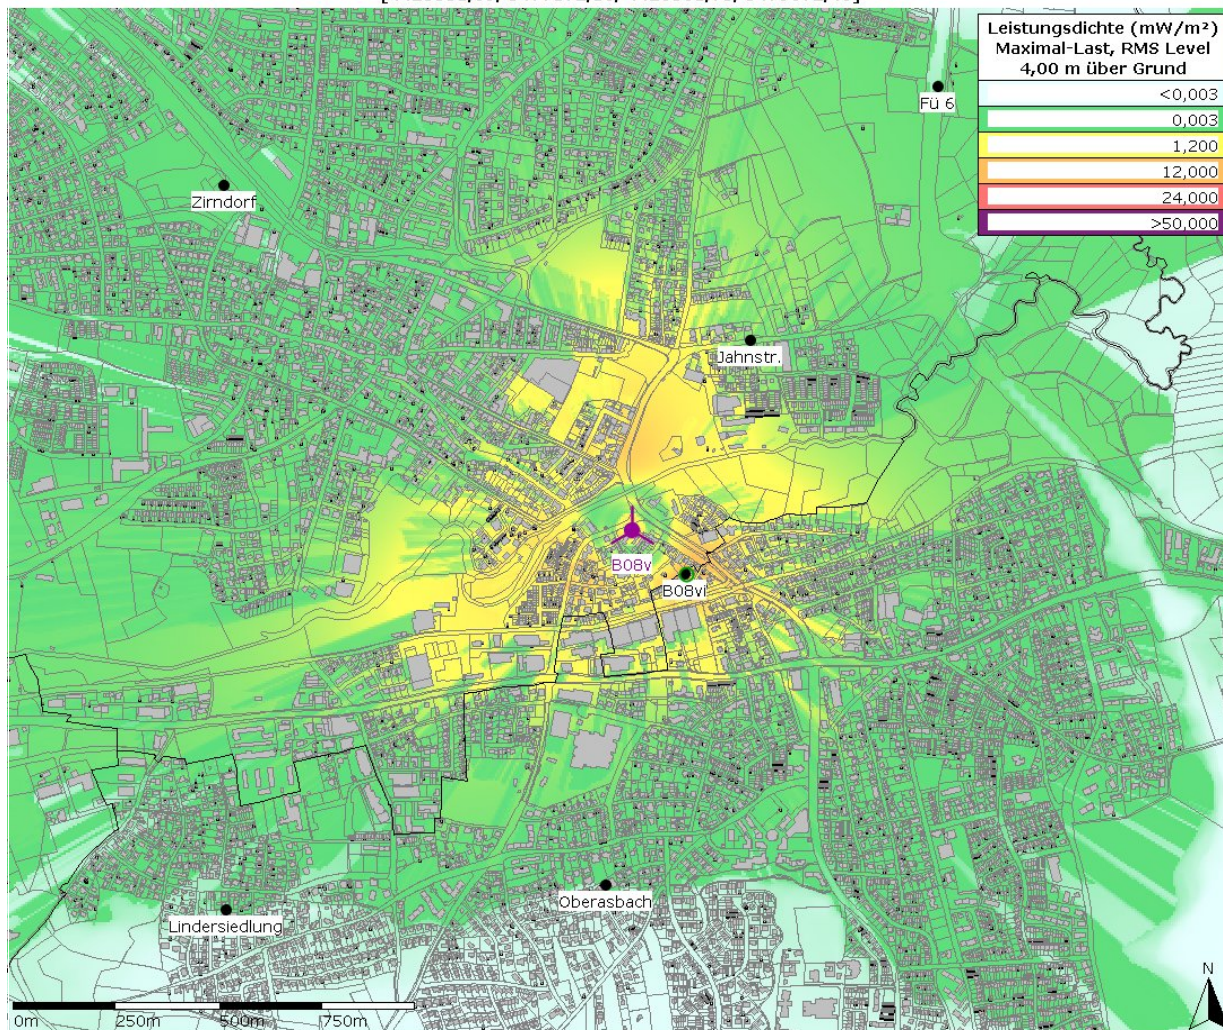 Leistungsdichte (mW/m²)
Maximal-Last, RMS Level
4,00 m über Grund
<0,003
0,003
1,200
12,000
24,000
>50,000
Fü 6
Zirndorf
Jahnstr.
B08v
B08vi
Oberasbach
Lindersiedlung
N
0m 250m 500m 750m